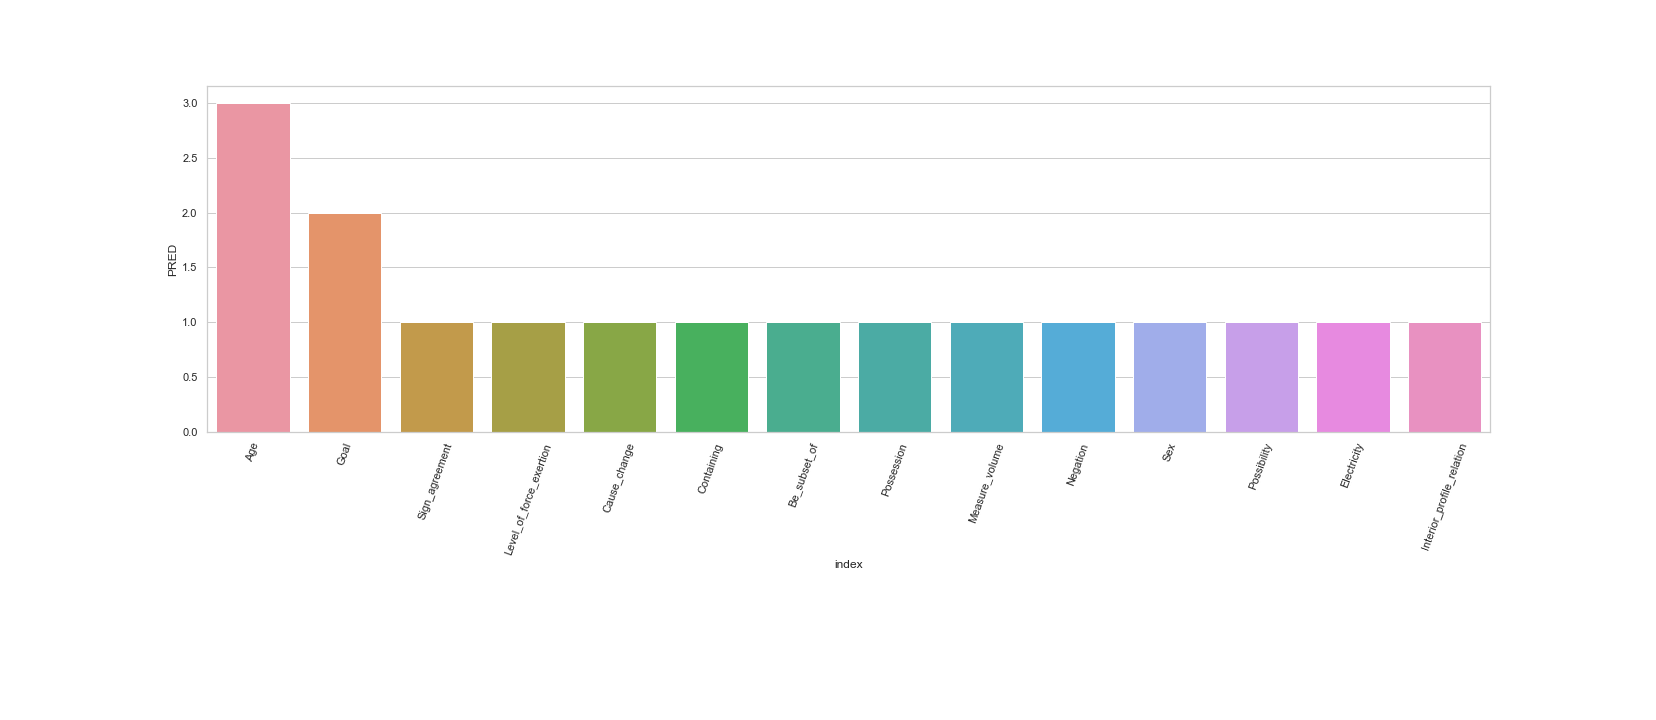 3.0
2.5
2.0
1.5
1.0
0.5
0.0
PRED
Age
Goal
Sign_agreement
Level_of_force_exertion
Cause_change
Containing
Be_subset_of
Possession
Measure_volume
Negation
Sex
Possibility
Electricity
Interior_profile_relation
index